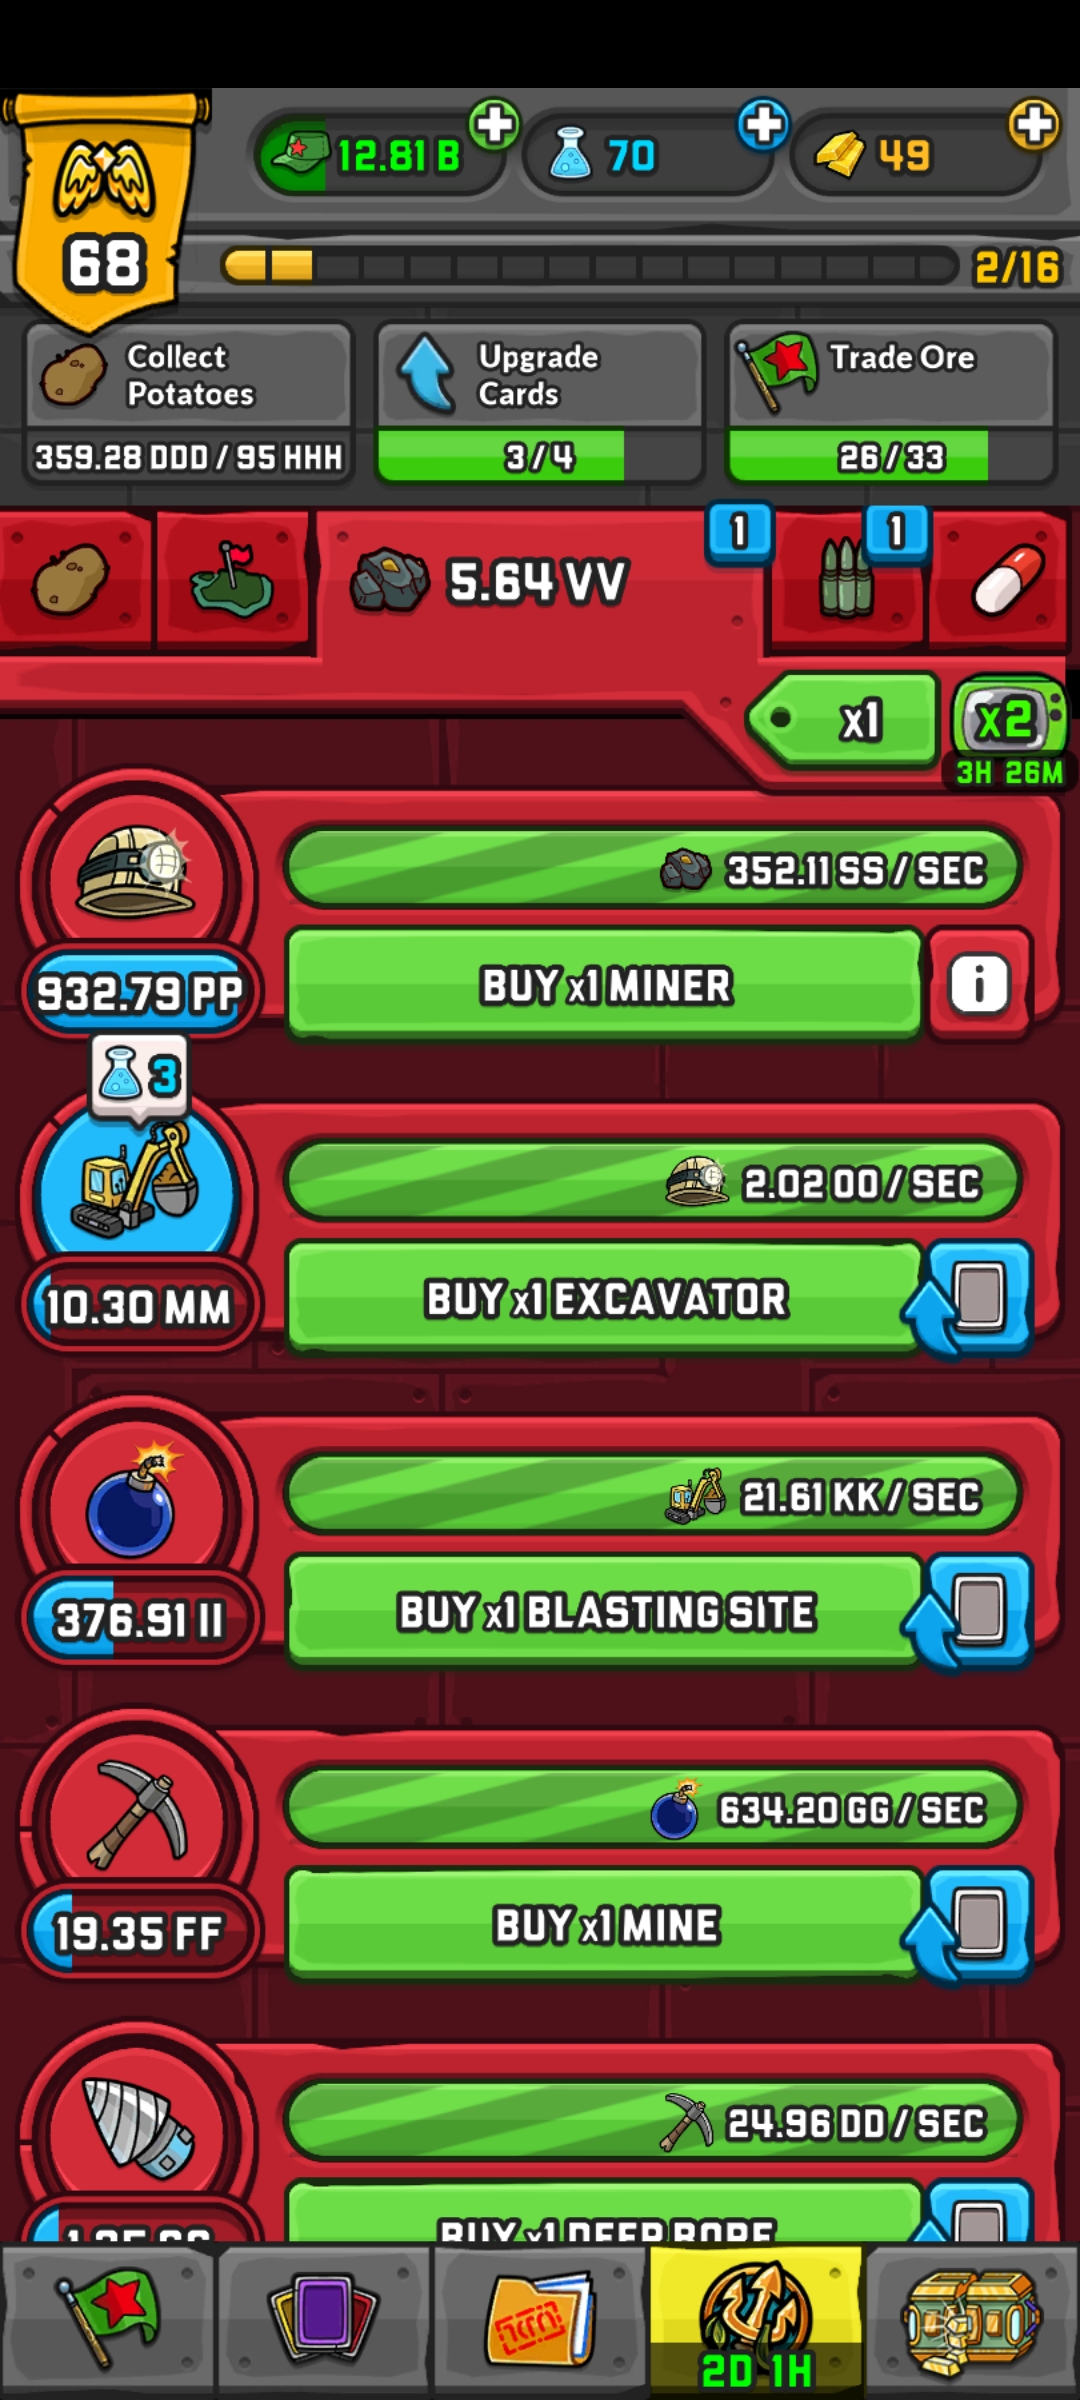 12.81 B
70
49
68
2/16
Collect
Potatoes
Upgrade
Cards
Trade Ore
359.28 DDD / 95 HHH
3/4
26/33
1
1
5.64 VV
x1
x2
3H 26M
352.11 SS / SEC
932.79 PP
BUY x1 MINER
i
3
2.02 OO / SEC
10.30 MM
BUY x1 EXCAVATOR
21.61 KK / SEC
376.91 II
BUY x1 BLASTING SITE
634.20 GG / SEC
19.35 FF
BUY x1 MINE
24.96 DD / SEC
BUY x1 DEEP BORE
2D 1H